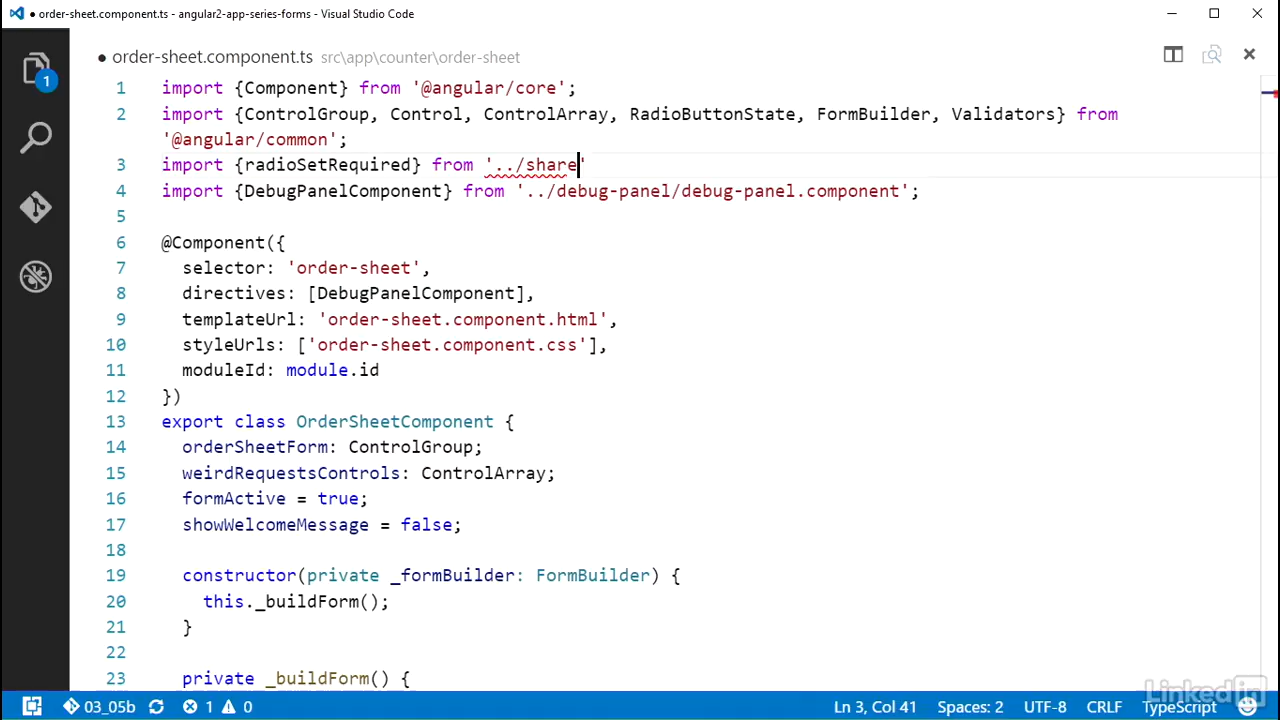 order-sheet.component.ts - angular2-app-series-forms - Visual Studio Code
order-sheet.component.ts src\app\counter\order-sheet
1 import {Component} from '@angular/core';
2 import {ControlGroup, Control, ControlArray, RadioButtonState, FormBuilder, Validators} from
'@angular/common';
3 import {radioSetRequired} from '../share'
4 import {DebugPanelComponent} from '../debug-panel/debug-panel.component';
5
6 @Component({
7 selector: 'order-sheet',
8 directives: [DebugPanelComponent],
9 templateUrl: 'order-sheet.component.html',
10 styleUrls: ['order-sheet.component.css'],
11 moduleId: module.id
12 })
13 export class OrderSheetComponent {
14 orderSheetForm: ControlGroup;
15 weirdRequestsControls: ControlArray;
16 formActive = true;
17 showWelcomeMessage = false;
18
19 constructor(private _formBuilder: FormBuilder) {
20 this._buildForm();
21 }
22
23 private _buildForm() {
1
03_05b 1 0 Ln 3, Col 41 Spaces: 2 UTF-8 CRLF TypeScript
Linked in